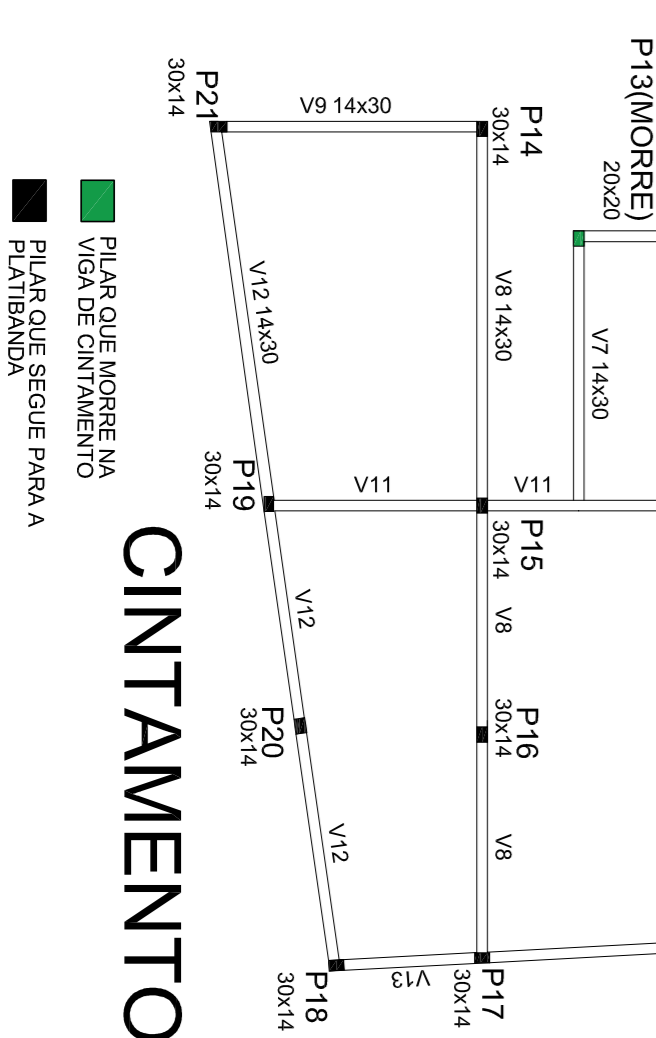 P13(MORRE)
20x20
V7 14x30
P14
30x14
V8 14x30
P15
30x14
V8
P16
30x14
V8
P17
30x14
V9 14x30
V11
V11
V13
P21
30x14
V12 14x30
P19
30x14
V12
P20
30x14
V12
P18
30x14
CINTAMENTO
PILAR QUE MORRE NA
VIGA DE CINTAMENTO
PILAR QUE SEGUE PARA A
PLATIBANDA